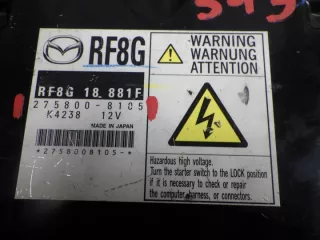 RF8G
RF8G 18 881F
275800-8105
K4238 12V
MADE IN JAPAN
*2758008105-*
WARNING
WARNUNG
ATTENTION
Hazardous high voltage.
Turn the starter switch to the LOCK position
if it is necessary to check or repair
the computer, harness, or connectors.